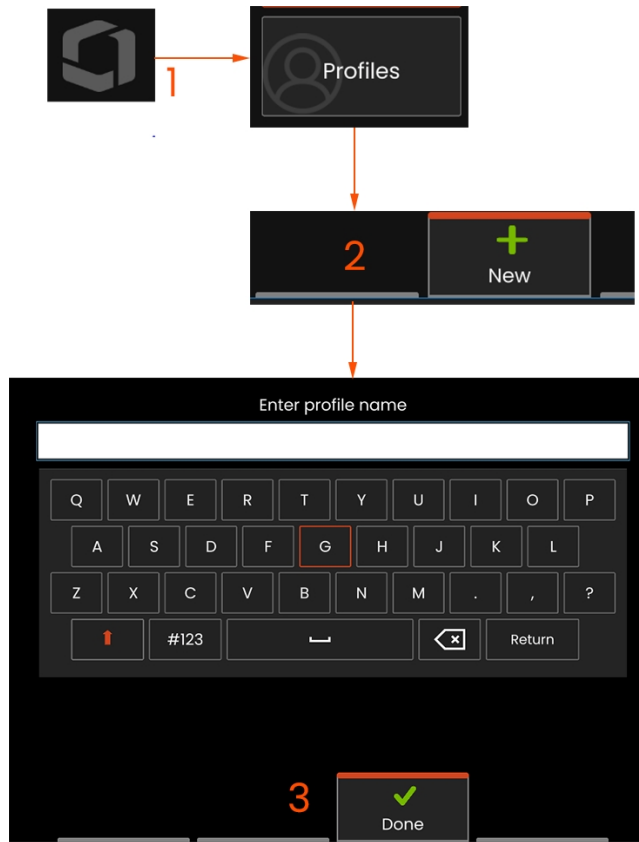 1
Profiles
2
New
Enter profile name
Q W E R T Y U I O P
A S D F G H J K L
Z X C V B N M . , ?
#123 Return
3
Done